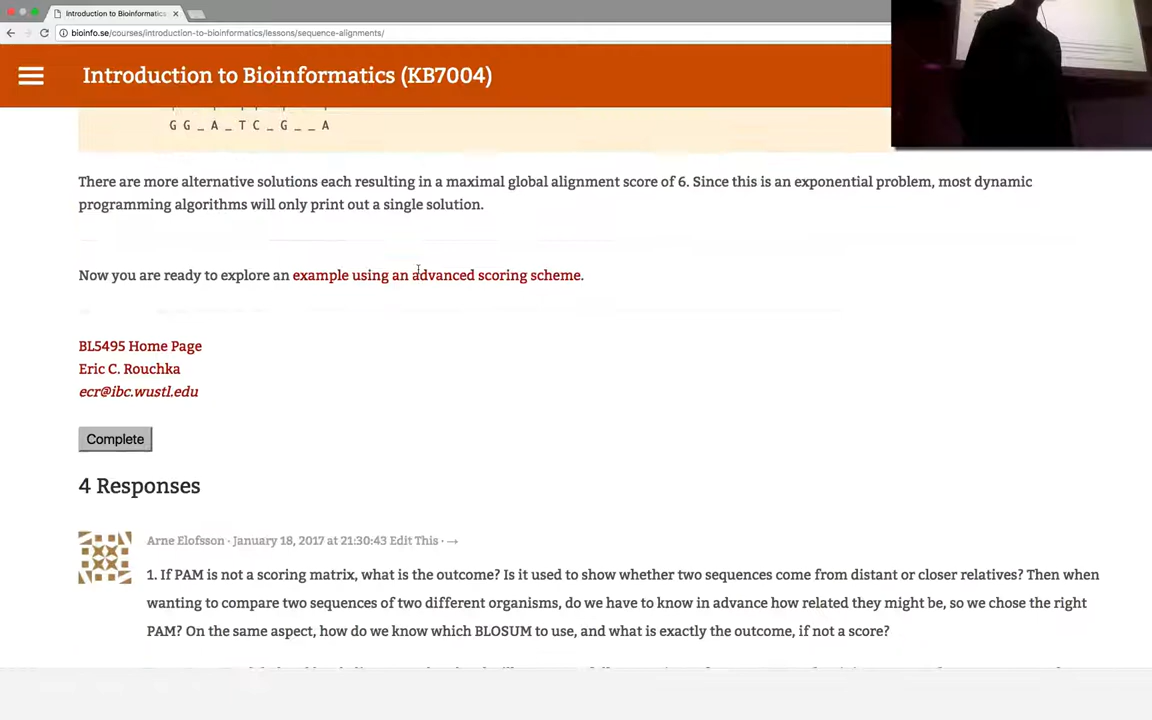 Introduction to Bioinformatics
bioinfo.se/courses/introduction-to-bioinformatics/lessons/sequence-alignments/
Introduction to Bioinformatics (KB7004)
G G _ A _ T C _ G _ _ A
There are more alternative solutions each resulting in a maximal global alignment score of 6. Since this is an exponential problem, most dynamic
programming algorithms will only print out a single solution.
Now you are ready to explore an example using an advanced scoring scheme.
BL5495 Home Page
Eric C. Rouchka
ecr@ibc.wustl.edu
Complete
4 Responses
Arne Elofsson · January 18, 2017 at 21:30:43 Edit This · →
1. If PAM is not a scoring matrix, what is the outcome? Is it used to show whether two sequences come from distant or closer relatives? Then when
wanting to compare two sequences of two different organisms, do we have to know in advance how related they might be, so we chose the right
PAM? On the same aspect, how do we know which BLOSUM to use, and what is exactly the outcome, if not a score?